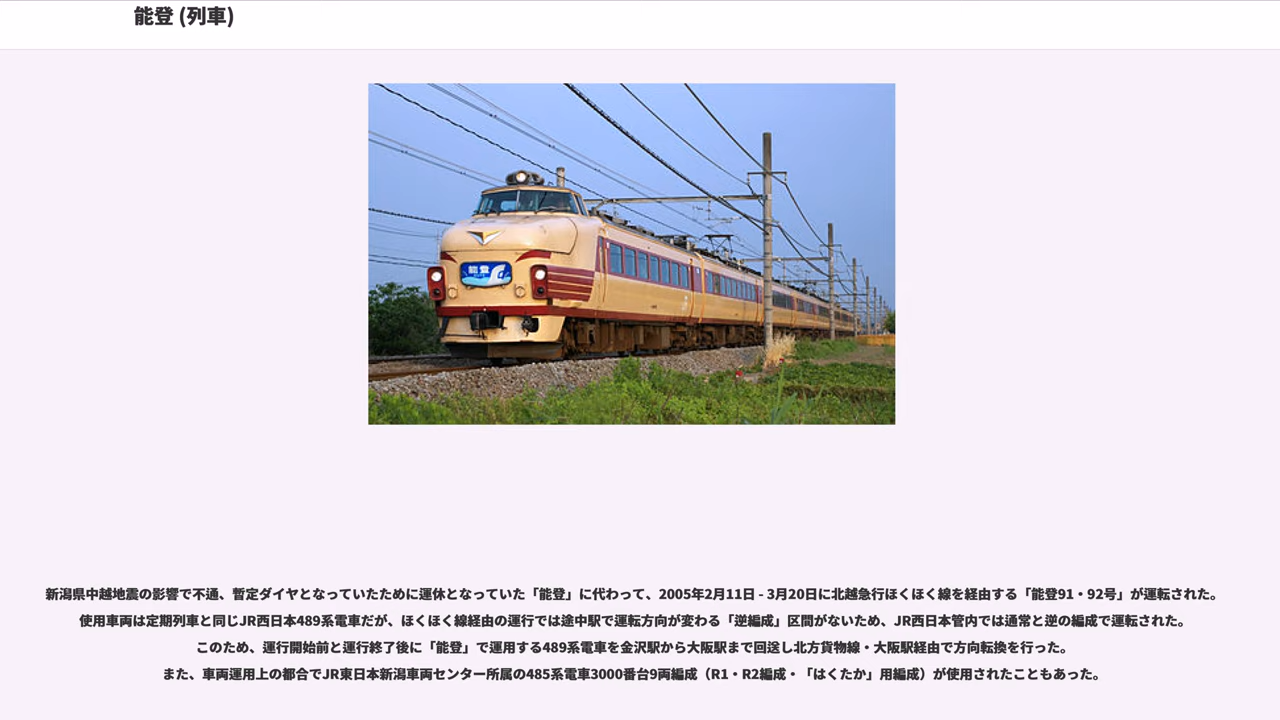 能登 (列車)
能登
新潟県中越地震の影響で不通、暫定ダイヤとなっていたために運休となっていた「能登」に代わって、2005年2月11日 - 3月20日に北越急行ほくほく線を経由する「能登91・92号」が運転された。
使用車両は定期列車と同じJR西日本489系電車だが、ほくほく線経由の運行では途中駅で運転方向が変わる「逆編成」区間がないため、JR西日本管内では通常と逆の編成で運転された。
このため、運行開始前と運行終了後に「能登」で運用する489系電車を金沢駅から大阪駅まで回送し北方貨物線・大阪駅経由で方向転換を行った。
また、車両運用上の都合でJR東日本新潟車両センター所属の485系電車3000番台9両編成（R1・R2編成・「はくたか」用編成）が使用されたこともあった。